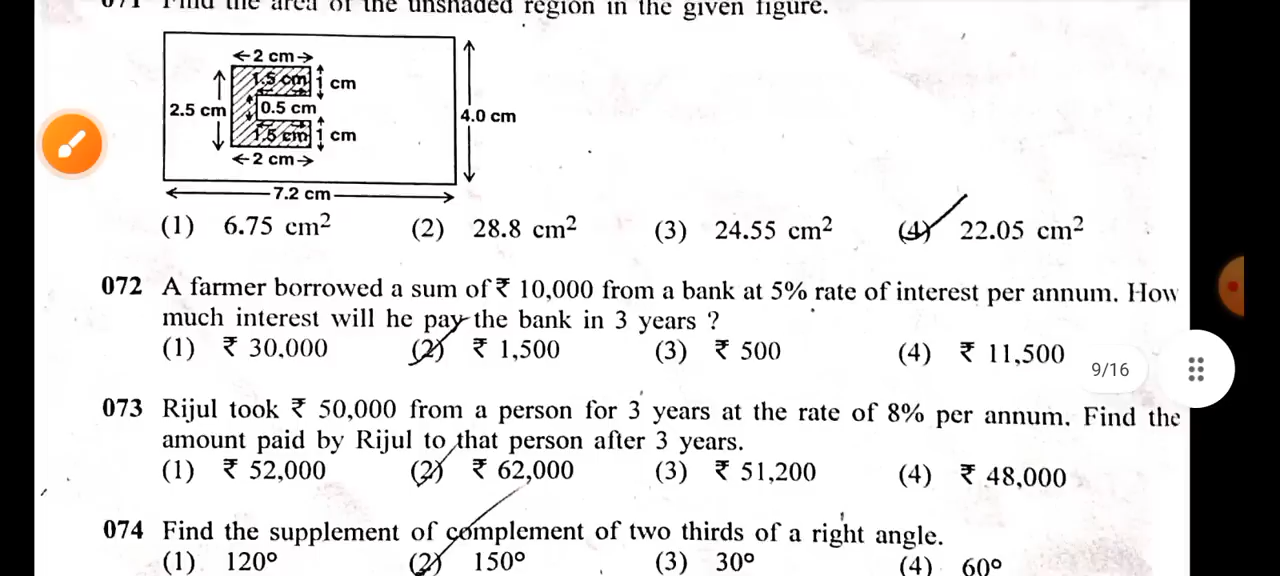 071 Find the area of the unshaded region in the given figure.
←2 cm→
1.5 cm
1 cm
2.5 cm
0.5 cm
4.0 cm
1.5 cm
1 cm
←2 cm→
7.2 cm
(1) 6.75 cm² (2) 28.8 cm² (3) 24.55 cm² (4) 22.05 cm²
072 A farmer borrowed a sum of ₹ 10,000 from a bank at 5% rate of interest per annum. How
much interest will he pay the bank in 3 years ?
(1) ₹ 30,000 (2) ₹ 1,500 (3) ₹ 500 (4) ₹ 11,500
9/16
073 Rijul took ₹ 50,000 from a person for 3 years at the rate of 8% per annum. Find the
amount paid by Rijul to that person after 3 years.
(1) ₹ 52,000 (2) ₹ 62,000 (3) ₹ 51,200 (4) ₹ 48,000
074 Find the supplement of complement of two thirds of a right angle.
(1) 120° (2) 150° (3) 30° (4) 60°